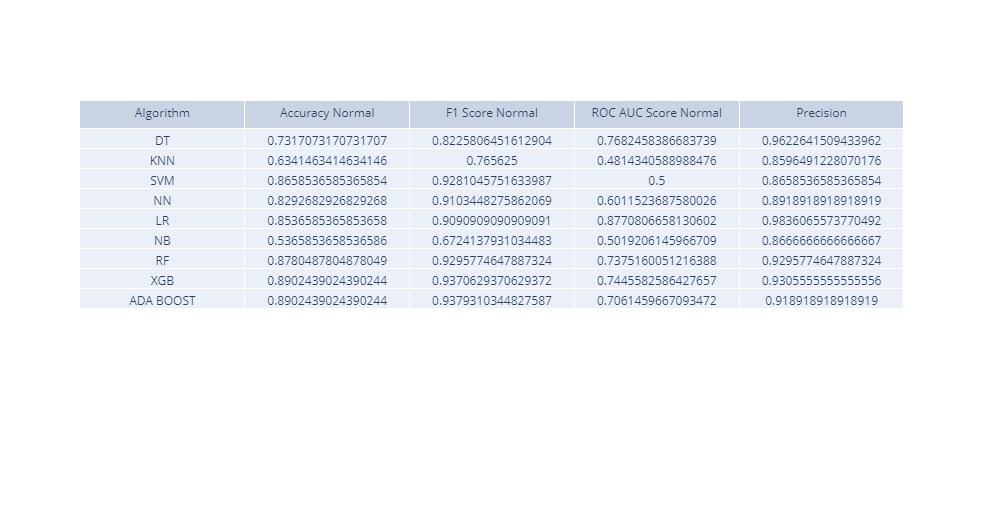 Algorithm Accuracy Normal F1 Score Normal ROC AUC Score Normal Precision
DT 0.7317073170731707 0.8225806451612904 0.7682458386683739 0.9622641509433962
KNN 0.6341463414634146 0.765625 0.4814340588988476 0.8596491228070176
SVM 0.8658536585365854 0.9281045751633987 0.5 0.8658536585365854
NN 0.8292682926829268 0.9103448275862069 0.6011523687580026 0.8918918918918919
LR 0.8536585365853658 0.9090909090909091 0.8770806658130602 0.9836065573770492
NB 0.5365853658536586 0.6724137931034483 0.5019206145966709 0.8666666666666667
RF 0.8780487804878049 0.9295774647887324 0.7375160051216388 0.9295774647887324
XGB 0.8902439024390244 0.9370629370629372 0.7445582586427657 0.9305555555555556
ADA BOOST 0.8902439024390244 0.9379310344827587 0.7061459667093472 0.918918918918919